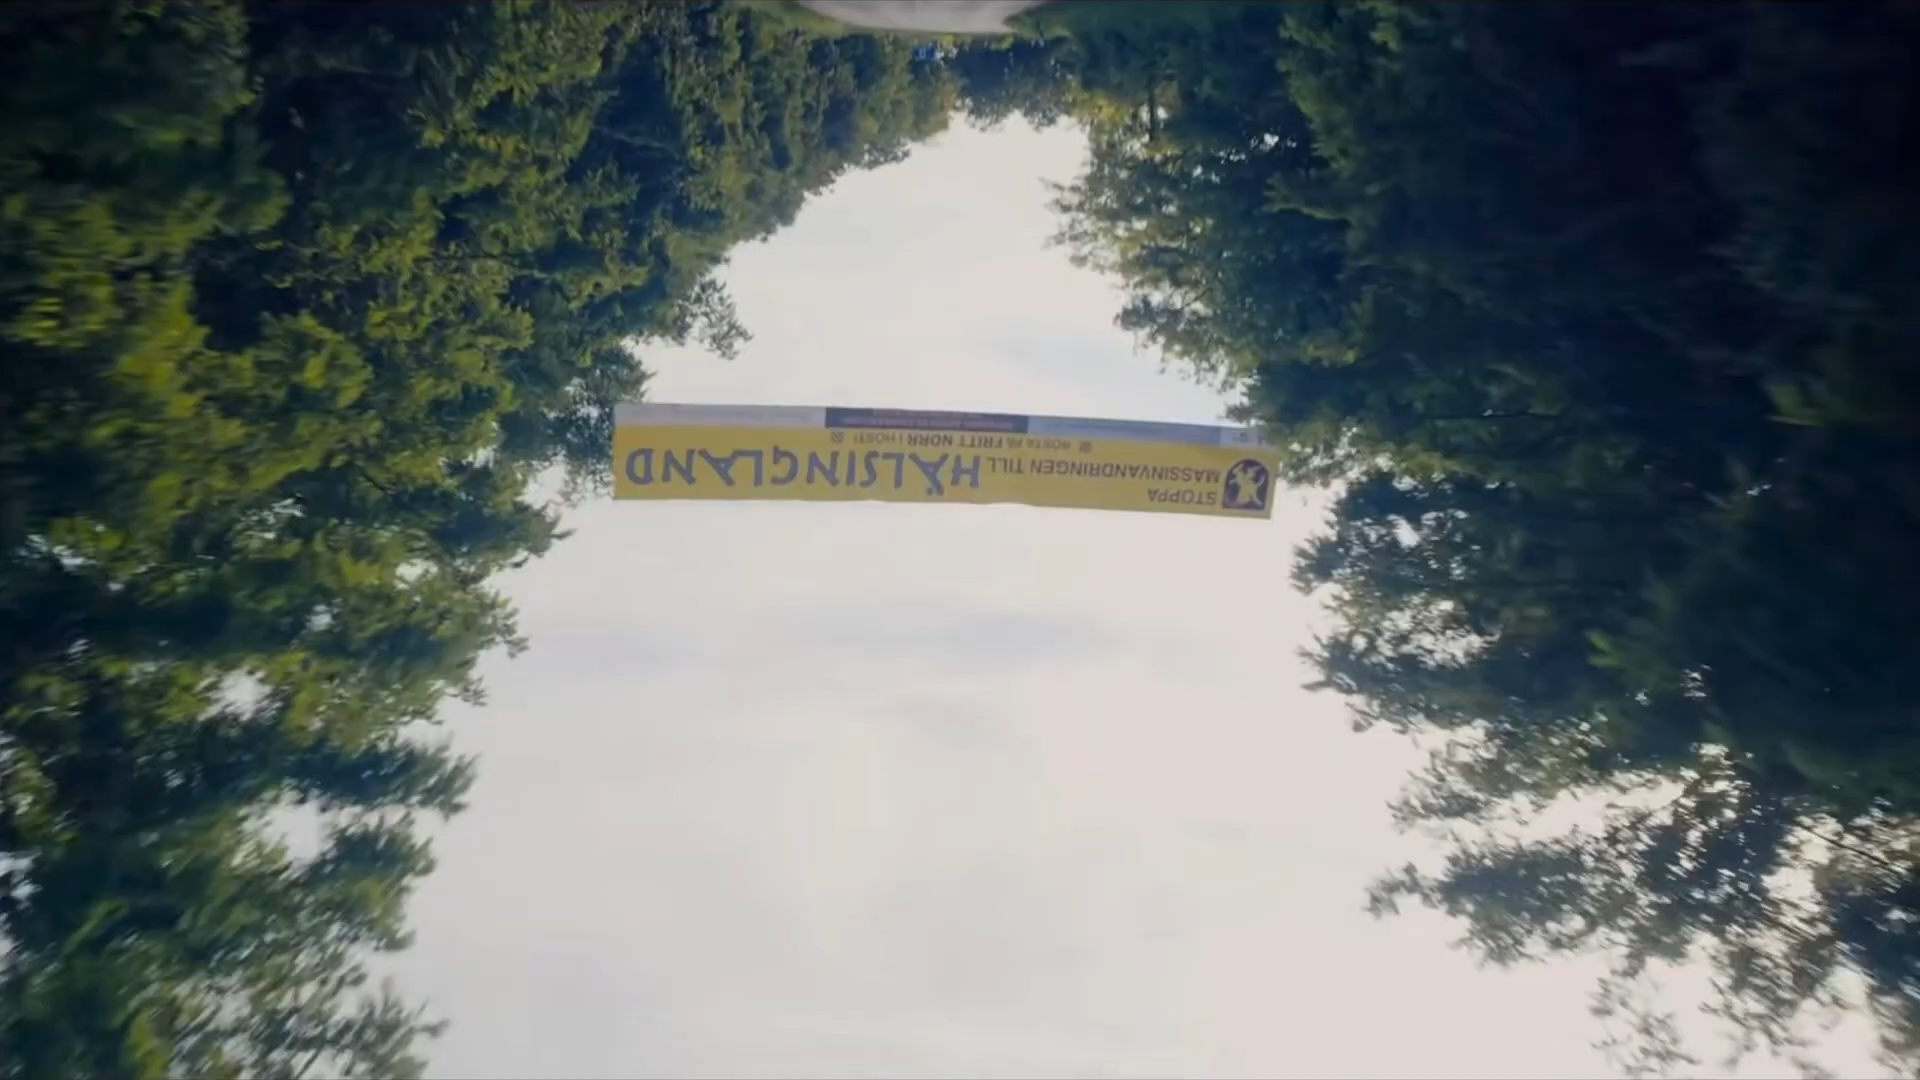 STOPPA
MASSINVANDRINGEN TILL HÄLSINGLAND
RÖSTA PÅ FRITT NORR I HÖST!